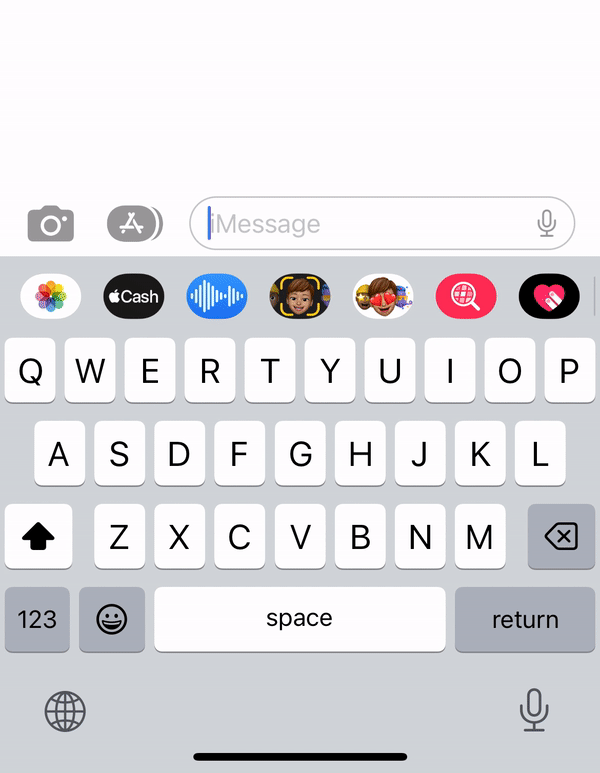 iMessage
Cash
Q W E R T Y U I O P
A S D F G H J K L
Z X C V B N M
123 space return